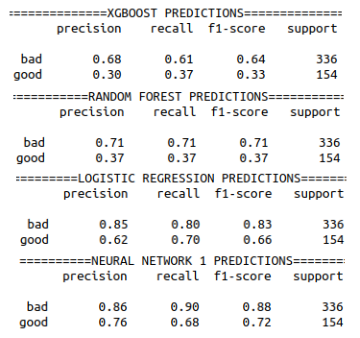 ==============XGBOOST PREDICTIONS==============
precision recall f1-score support
bad 0.68 0.61 0.64 336
good 0.30 0.37 0.33 154
===========RANDOM FOREST PREDICTIONS===========
precision recall f1-score support
bad 0.71 0.71 0.71 336
good 0.37 0.37 0.37 154
=========LOGISTIC REGRESSION PREDICTIONS=======
precision recall f1-score support
bad 0.85 0.80 0.83 336
good 0.62 0.70 0.66 154
==========NEURAL NETWORK 1 PREDICTIONS=======
precision recall f1-score support
bad 0.86 0.90 0.88 336
good 0.76 0.68 0.72 154